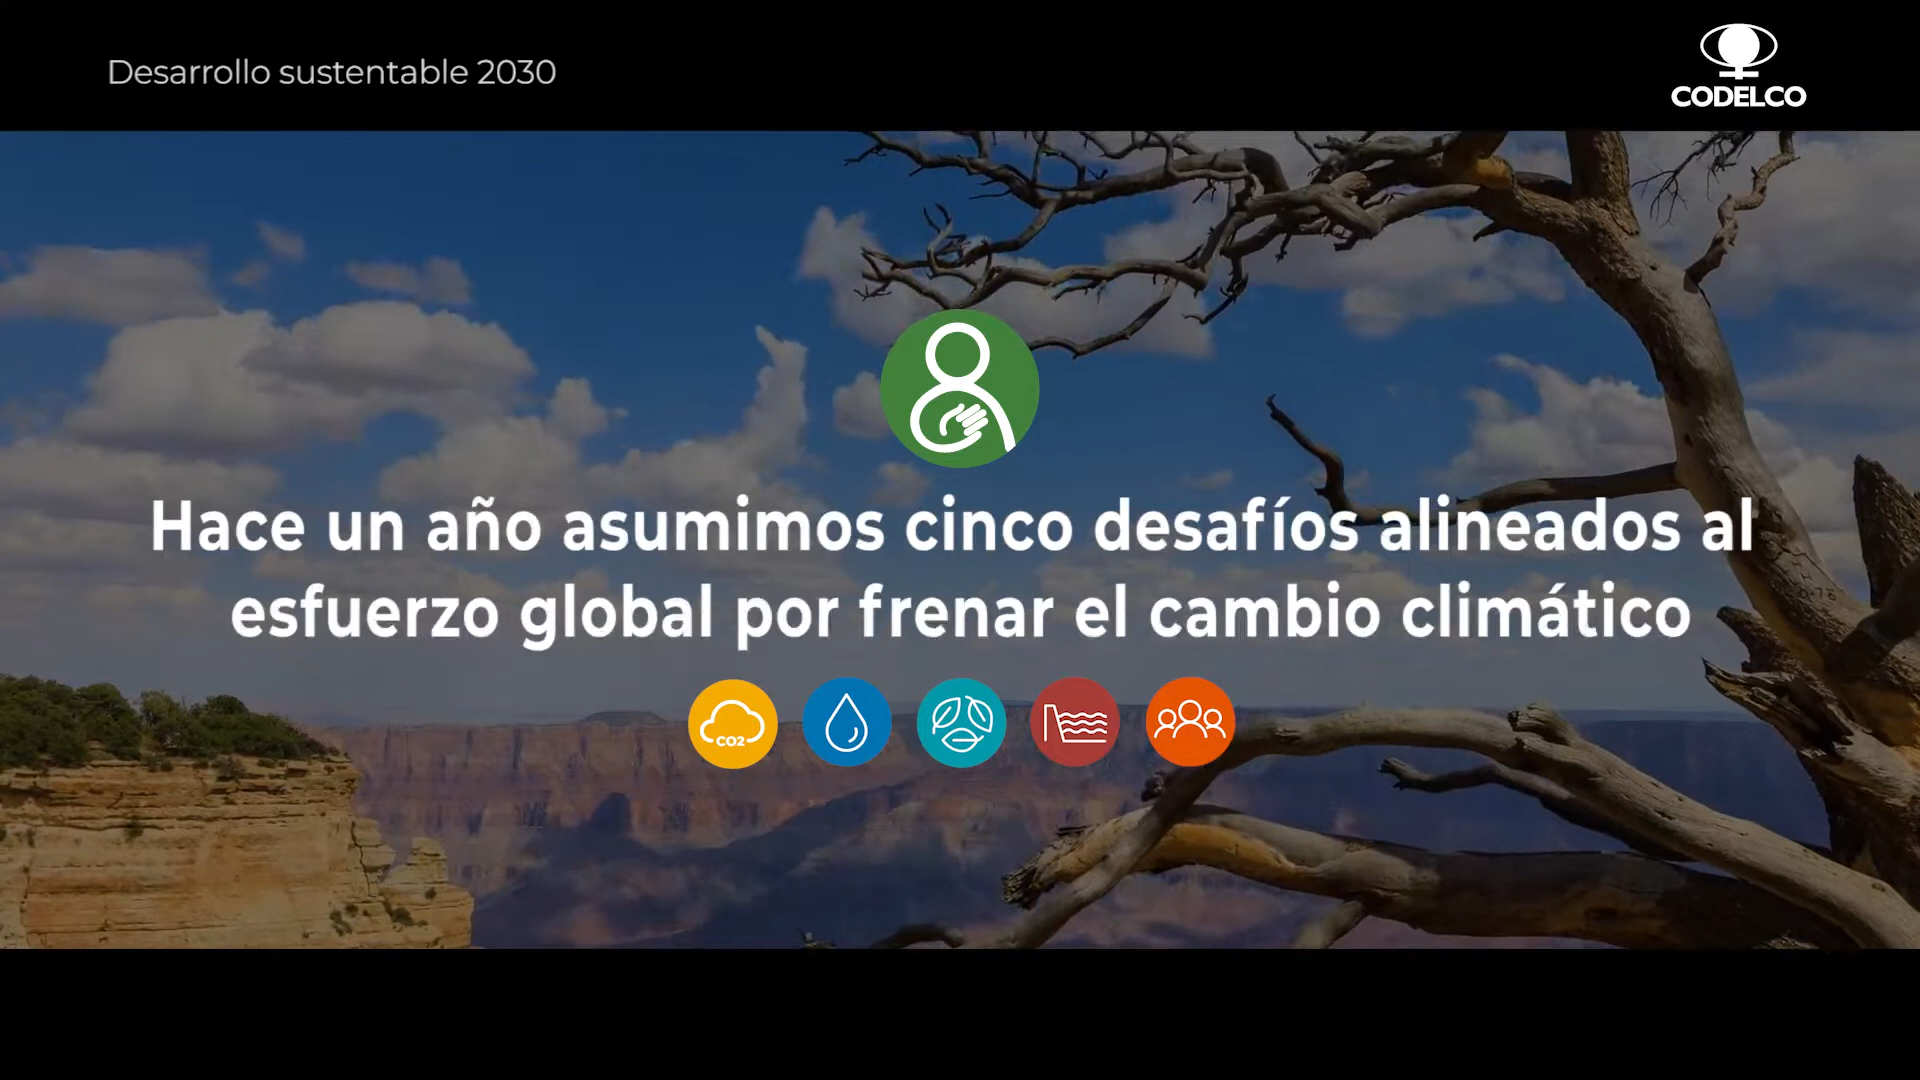 Desarrollo sustentable 2030
CODELCO
Hace un año asumimos cinco desafíos alineados al
esfuerzo global por frenar el cambio climático
CO2